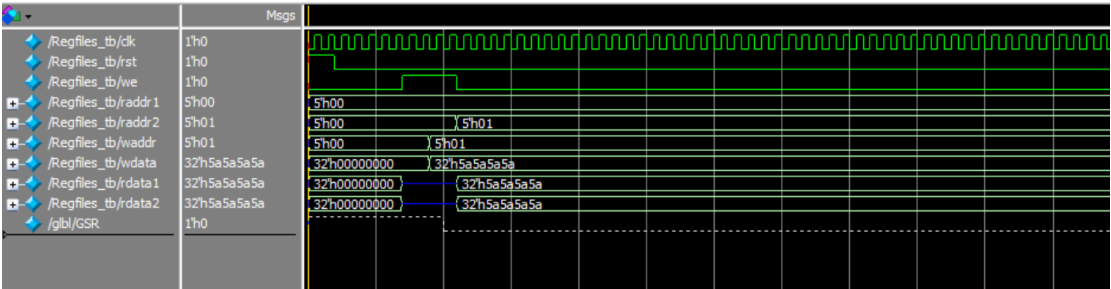 Msgs
/Regfiles_tb/clk 1'h0
/Regfiles_tb/rst 1'h0
/Regfiles_tb/we 1'h0
/Regfiles_tb/raddr1 5'h00 5'h00
/Regfiles_tb/raddr2 5'h01 5'h00 5'h01
/Regfiles_tb/waddr 5'h01 5'h00 5'h01
/Regfiles_tb/wdata 32'h5a5a5a5a 32'h00000000 32'h5a5a5a5a
/Regfiles_tb/rdata1 32'h5a5a5a5a 32'h00000000 32'h5a5a5a5a
/Regfiles_tb/rdata2 32'h5a5a5a5a 32'h00000000 32'h5a5a5a5a
/glbl/GSR 1'h0